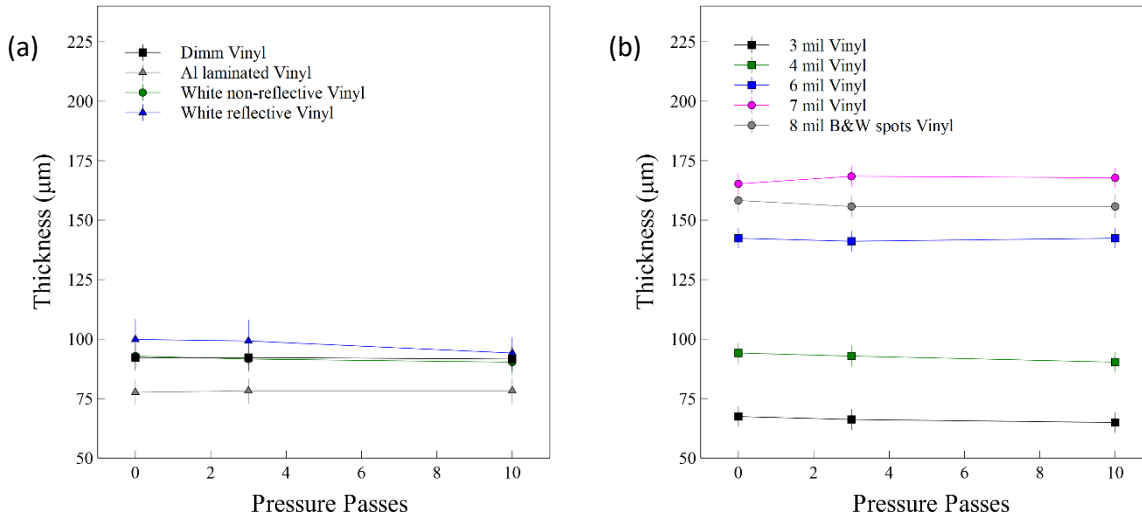 (a)
Dimm Vinyl
Al laminated Vinyl
White non-reflective Vinyl
White reflective Vinyl
225
200
175
150
125
100
75
50
Thickness (µm)
0 2 4 6 8 10
Pressure Passes
(b)
3 mil Vinyl
4 mil Vinyl
6 mil Vinyl
7 mil Vinyl
8 mil B&W spots Vinyl
225
200
175
150
125
100
75
50
Thickness (µm)
0 2 4 6 8 10
Pressure Passes